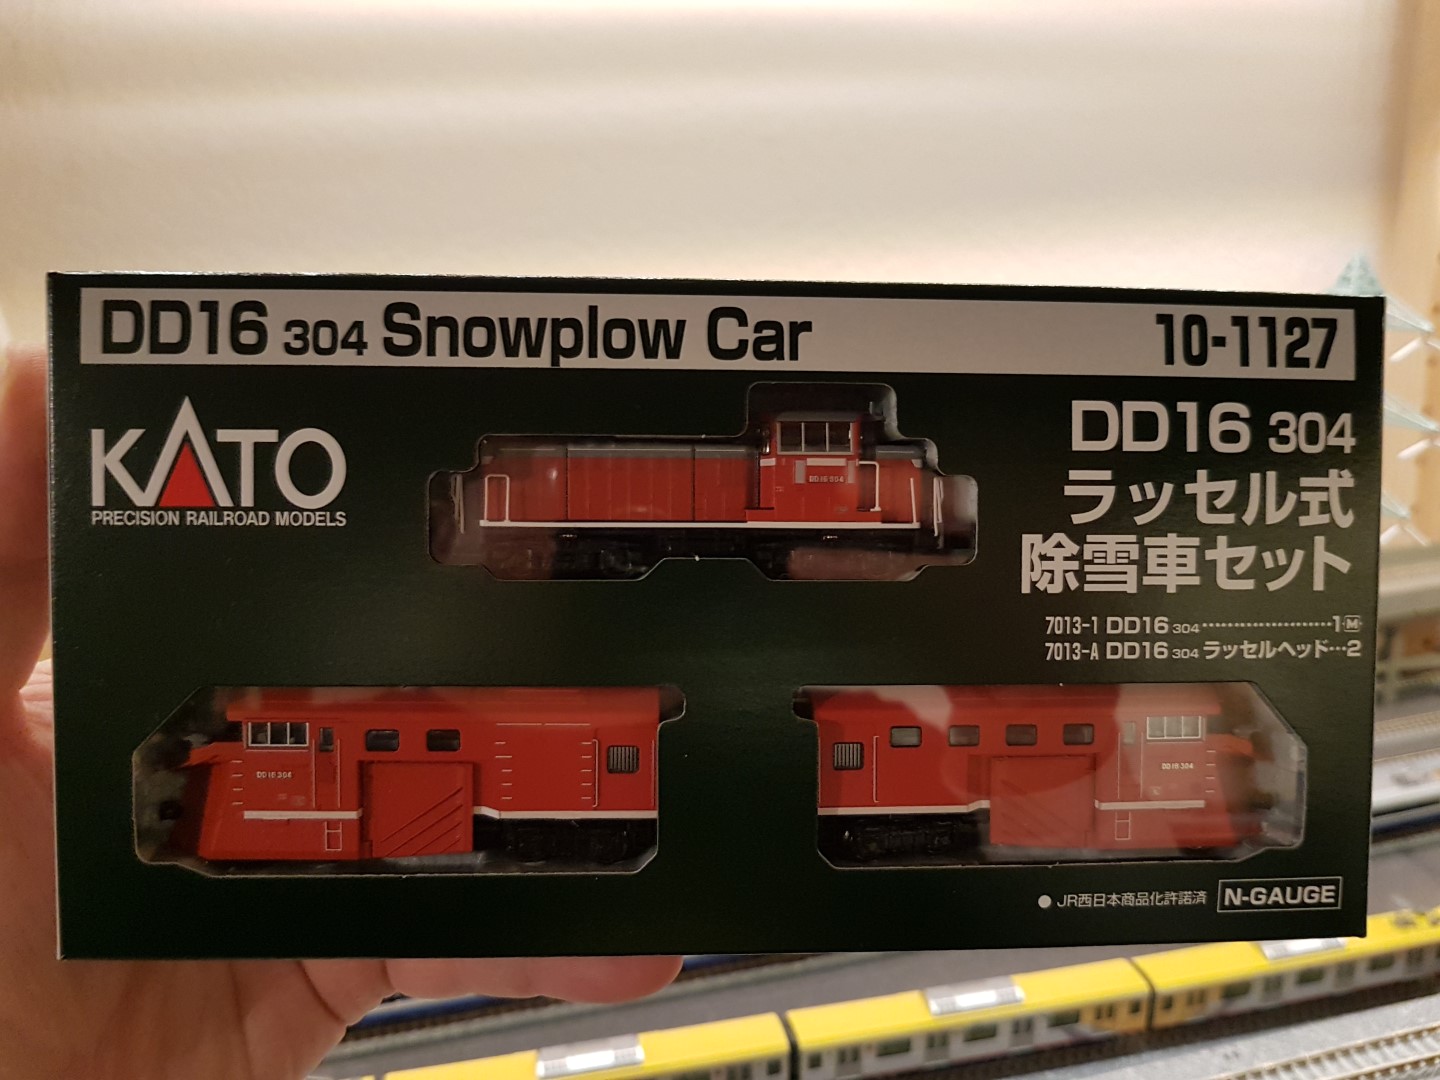 DD16 304 Snowplow Car
10-1127
KATO
PRECISION RAILROAD MODELS
DD16 304
ラッセル式
除雪車セット
7013-1 DD16 304……………………1Ⓜ
7013-A DD16 304 ラッセルヘッド…2
DD16 304
DD16 304
DD16 304
● JR西日本商品化許諾済
N-GAUGE